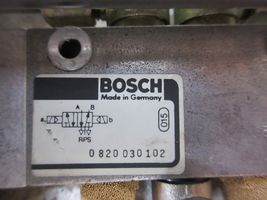 BOSCH
Made in Germany
A B
a b
RPS
015
0 820 030 102